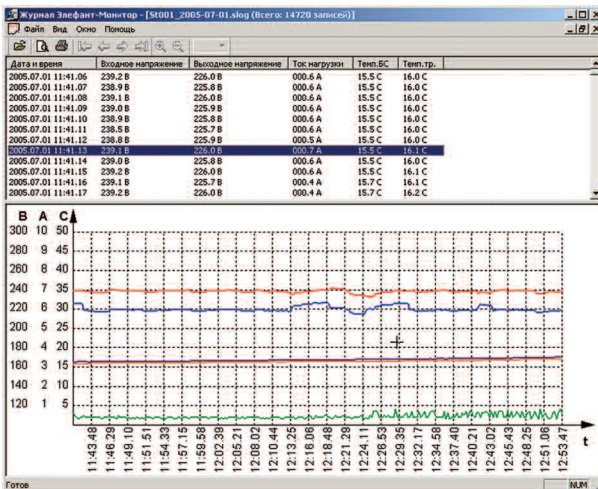 Журнал Элефант-Монитор - [St001_2005-07-01.slog (Всего: 14720 записей)]
Файл Вид Окно Помощь
Дата и время Входное напряжение Выходное напряжение Ток нагрузки Темп.БС Темп.тр.
2005.07.01 11:41.06 239.2 В 226.0 В 000.6 А 15.5 С 16.0 С
2005.07.01 11:41.07 238.9 В 225.8 В 000.6 А 15.5 С 16.0 С
2005.07.01 11:41.08 239.1 В 226.0 В 000.6 А 15.5 С 16.0 С
2005.07.01 11:41.09 239.0 В 225.9 В 000.6 А 15.5 С 16.0 С
2005.07.01 11:41.10 238.9 В 225.8 В 000.6 А 15.5 С 16.0 С
2005.07.01 11:41.11 238.5 В 225.7 В 000.6 А 15.5 С 16.0 С
2005.07.01 11:41.12 238.8 В 225.9 В 000.5 А 15.5 С 16.0 С
2005.07.01 11:41.13 239.1 В 226.0 В 000.7 А 15.5 С 16.1 С
2005.07.01 11:41.14 239.0 В 225.8 В 000.6 А 15.5 С 16.0 С
2005.07.01 11:41.15 239.2 В 226.0 В 000.6 А 15.5 С 16.1 С
2005.07.01 11:41.16 239.1 В 225.7 В 000.4 А 15.7 С 16.1 С
2005.07.01 11:41.17 239.2 В 226.0 В 000.4 А 15.7 С 16.2 С
В А С
300 10 50
280 9 45
260 8 40
240 7 35
220 6 30
200 5 25
180 4 20
160 3 15
140 2 10
120 1 5
11:43.48 11:46.29 11:49.10 11:51.51 11:54.33 11:57.15 11:59.58 12:02.39 12:05.21 12:08.02 12:10.44 12:13.25 12:16.06 12:18.48 12:21.29 12:24.11 12:26.53 12:29.35 12:32.17 12:34.58 12:37.40 12:40.21 12:43.02 12:45.43 12:48.25 12:51.06 12:53.47
t
Готов NUM